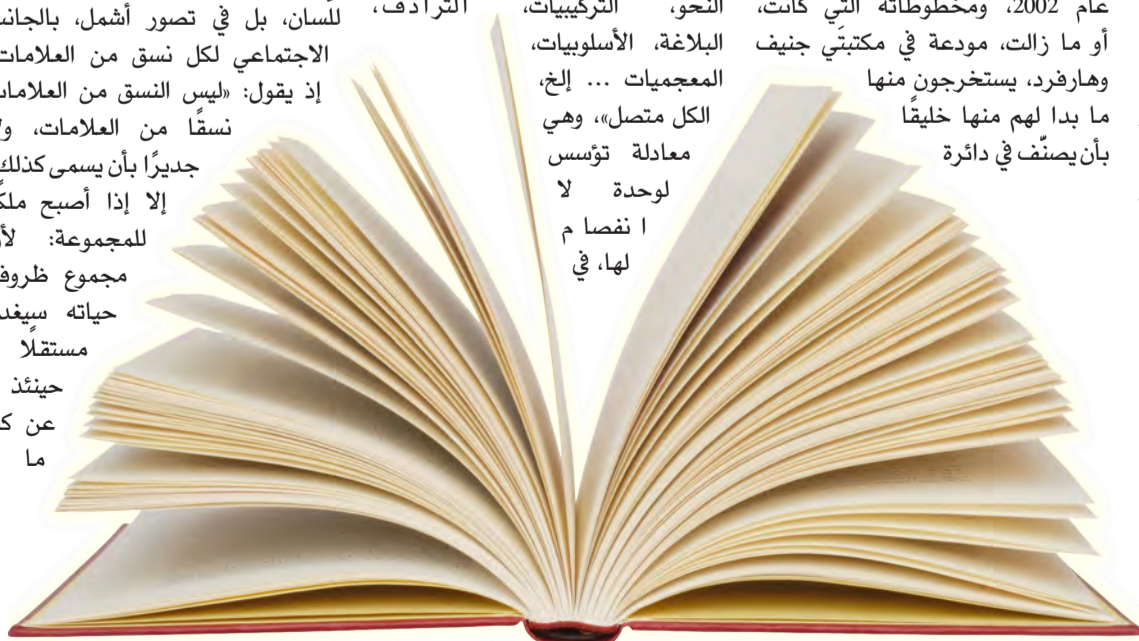 عام 2002، ومخطوطاته التي كانت،
أو ما زالت، مودعة في مكتبتَي جنيف
وهارفرد، يستخرجون منها
ما بدا لهم منها خليقًا
بأن يصنّف في دائرة
النحو، التركيبيات،
البلاغة، الأسلوبيات،
المعجميات ... إلخ،
الكل متصل»، وهي
معادلة تؤسس
لوحدة لا
ا نفصا م
لها، في
الترادف،
للسان، بل في تصور أشمل، بالجانب
الاجتماعي لكل نسق من العلامات
إذ يقول: «ليس النسق من العلامات
نسقًا من العلامات،
جديرًا بأن يسمى كذلك
إلا إذا أصبح
للمجموعة:
مجموع ظروف
حياته
مستقلًا
حينئذ
عن
ما